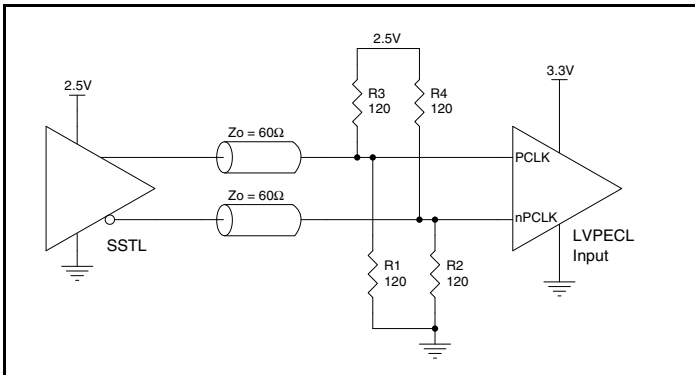 2.5V
2.5V
3.3V
R3
120
R4
120
Zo = 60Ω
PCLK
Zo = 60Ω
nPCLK
SSTL
LVPECL
Input
R1
120
R2
120